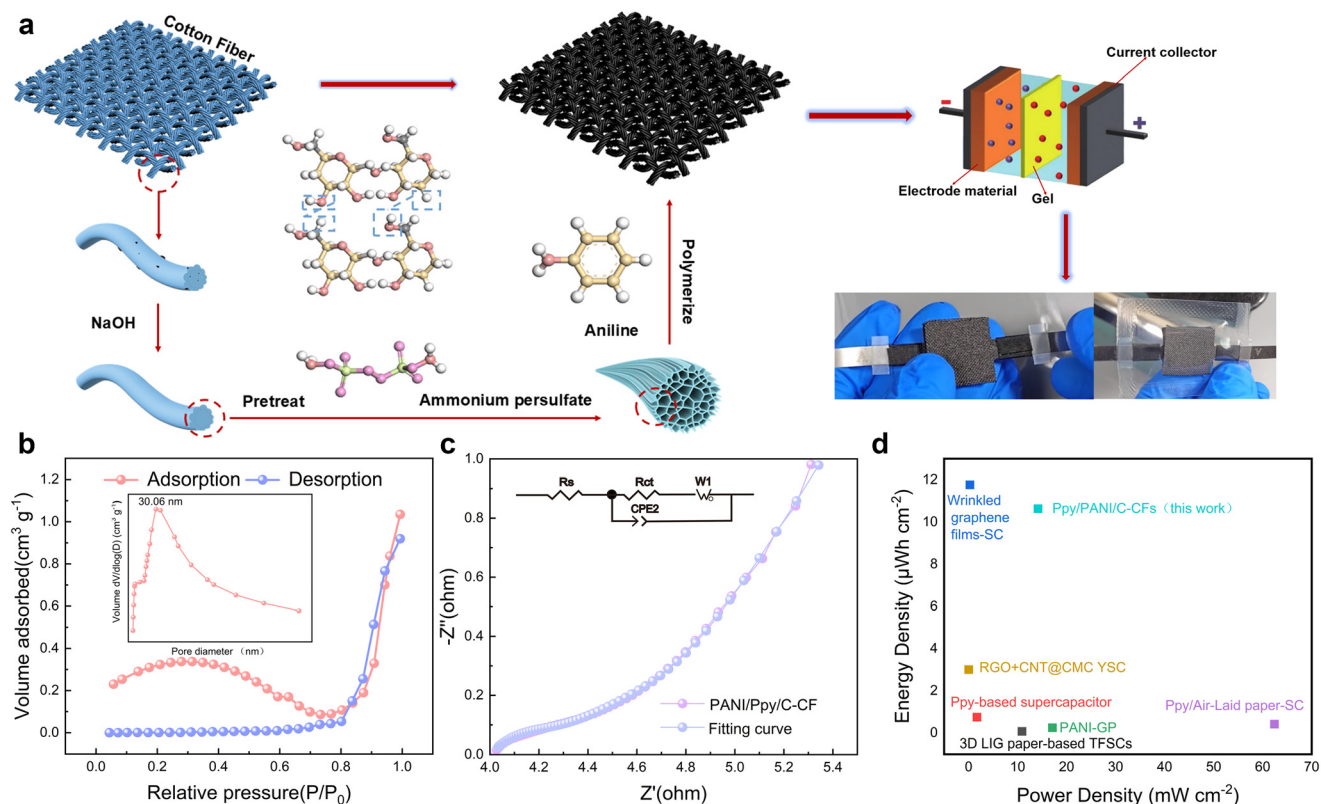 a
Cotton Fiber
NaOH
Pretreat
Ammonium persulfate
Aniline
Polymerize
Current collector
-
+
Electrode material
Gel
b
Adsorption
Desorption
30.06 nm
Volume dV/dlog(D) (cm³ g⁻¹)
Pore diameter （nm）
1.2
1.0
0.8
0.6
0.4
0.2
0.0
Volume adsorbed(cm³ g⁻¹)
0.0 0.2 0.4 0.6 0.8 1.0
Relative pressure(P/P₀)
c
Rs
Rct
W1
CPE2
PANI/Ppy/C-CF
Fitting curve
1.0
0.8
0.6
0.4
0.2
0.0
-Z''(ohm)
4.0 4.2 4.4 4.6 4.8 5.0 5.2 5.4
Z'(ohm)
d
12
10
8
6
4
2
0
Energy Density (μWh cm⁻²)
Wrinkled
graphene
films-SC
Ppy/PANI/C-CFs（this work）
RGO+CNT@CMC YSC
Ppy-based supercapacitor
Ppy/Air-Laid paper-SC
PANI-GP
3D LIG paper-based TFSCs
0 10 20 30 40 50 60 70
Power Density (mW cm⁻²)